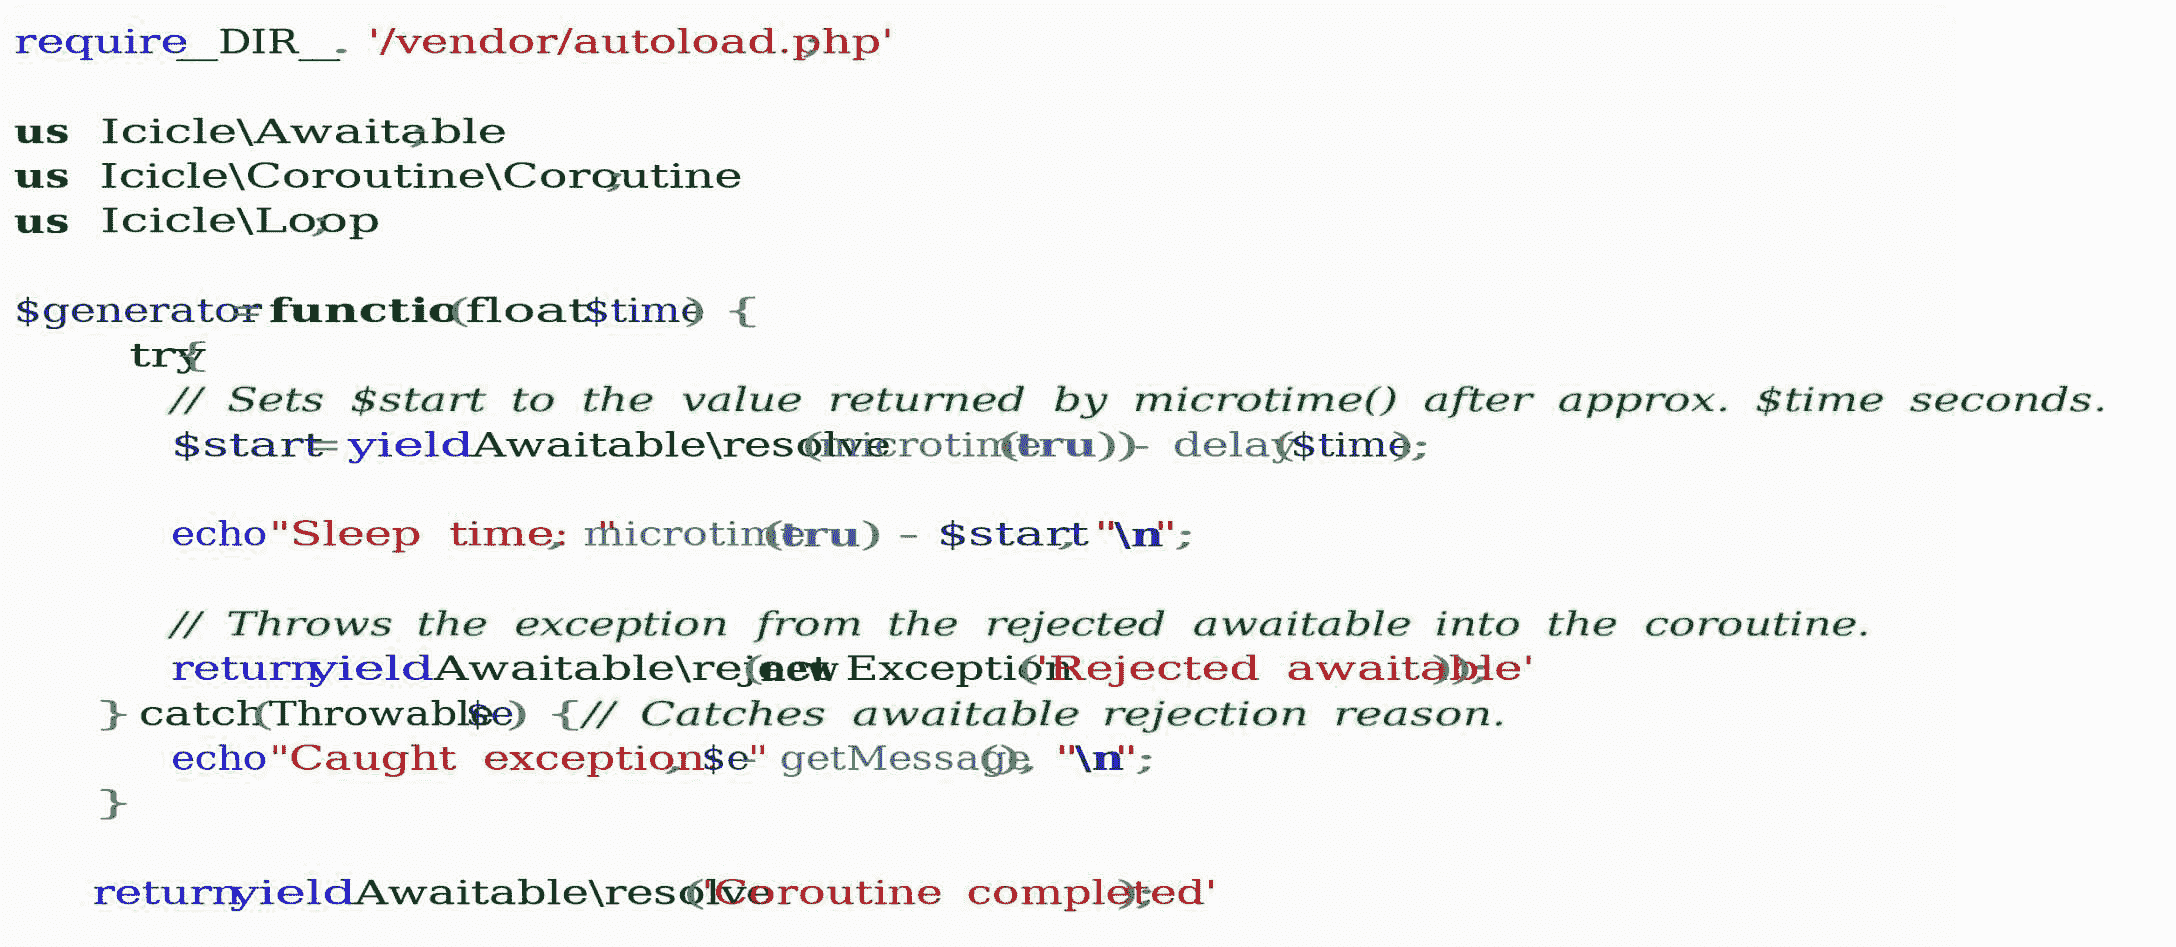 require __DIR__ . '/vendor/autoload.php';
us Icicle\Awaitable;
us Icicle\Coroutine\Coroutine;
us Icicle\Loop;
$generator = functio (float $time) {
try {
// Sets $start to the value returned by microtime() after approx. $time seconds.
$start = yield Awaitable\resolve(microtime(tru))- delay($time);
echo "Sleep time: ", microtime(tru) - $start, "\n";
// Throws the exception from the rejected awaitable into the coroutine.
return yield Awaitable\reject(new Exception('Rejected awaitable'));
} catch (Throwable $e) { // Catches awaitable rejection reason.
echo "Caught exception: ", $e- getMessage(), "\n";
}
return yield Awaitable\resolve('Coroutine completed');